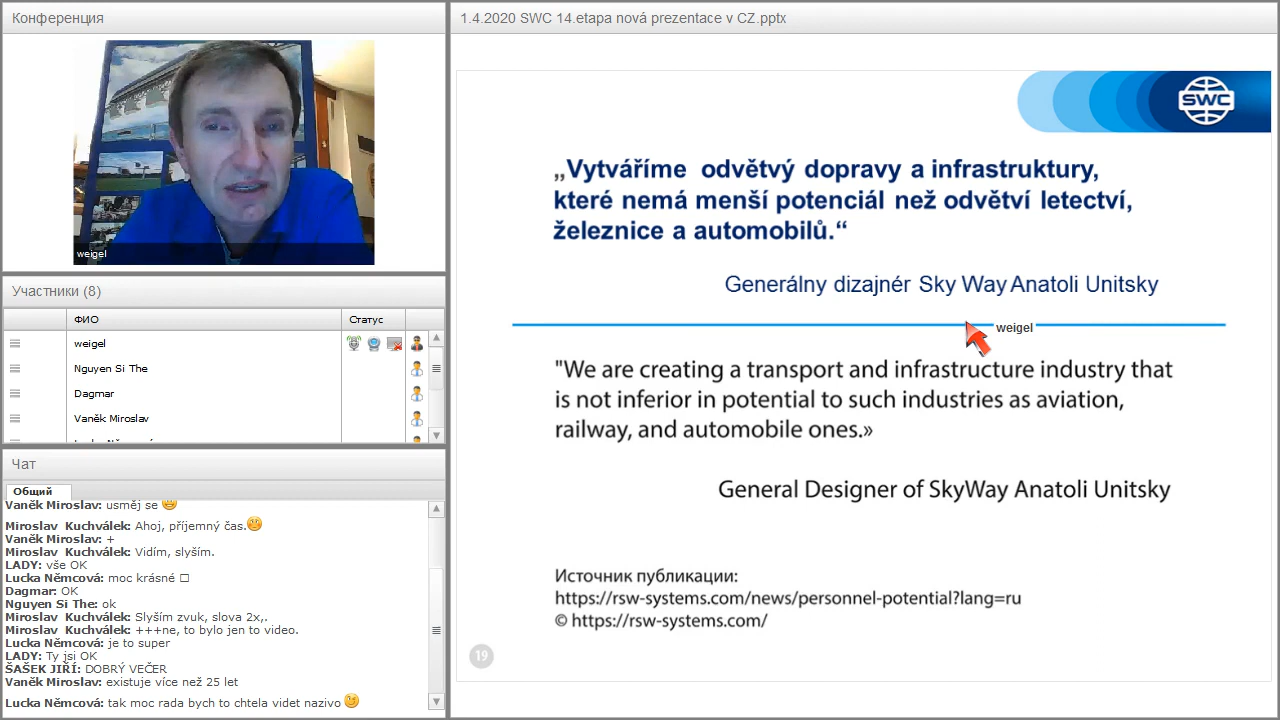 Конференция
weigel
Участники (8)
ФИО
Статус
weigel
Nguyen Si The
Dagmar
Vaněk Miroslav
Чат
Общий
Vaněk Miroslav: usměj se
Miroslav Kuchválek: Ahoj, příjemný čas.
Vaněk Miroslav: +
Miroslav Kuchválek: Vidím, slyším.
LADY: vše OK
Lucka Němcová: moc krásné □
Dagmar: OK
Nguyen Si The: ok
Miroslav Kuchválek: Slyším zvuk, slova 2x,.
Miroslav Kuchválek: +++ne, to bylo jen to video.
Lucka Němcová: je to super
LADY: Ty jsi OK
ŠAŠEK JIŘÍ: DOBRÝ VEČER
Vaněk Miroslav: existuje více než 25 let
Lucka Němcová: tak moc rada bych to chtela videt nazivo
1.4.2020 SWC 14.etapa nová prezentace v CZ.pptx
SWC
„Vytváříme odvětvý dopravy a infrastruktury,
které nemá menší potenciál než odvětví letectví,
železnice a automobilů.“
Generálny dizajnér Sky Way Anatoli Unitsky
weigel
"We are creating a transport and infrastructure industry that
is not inferior in potential to such industries as aviation,
railway, and automobile ones.»
General Designer of SkyWay Anatoli Unitsky
Источник публикации:
https://rsw-systems.com/news/personnel-potential?lang=ru
© https://rsw-systems.com/
19